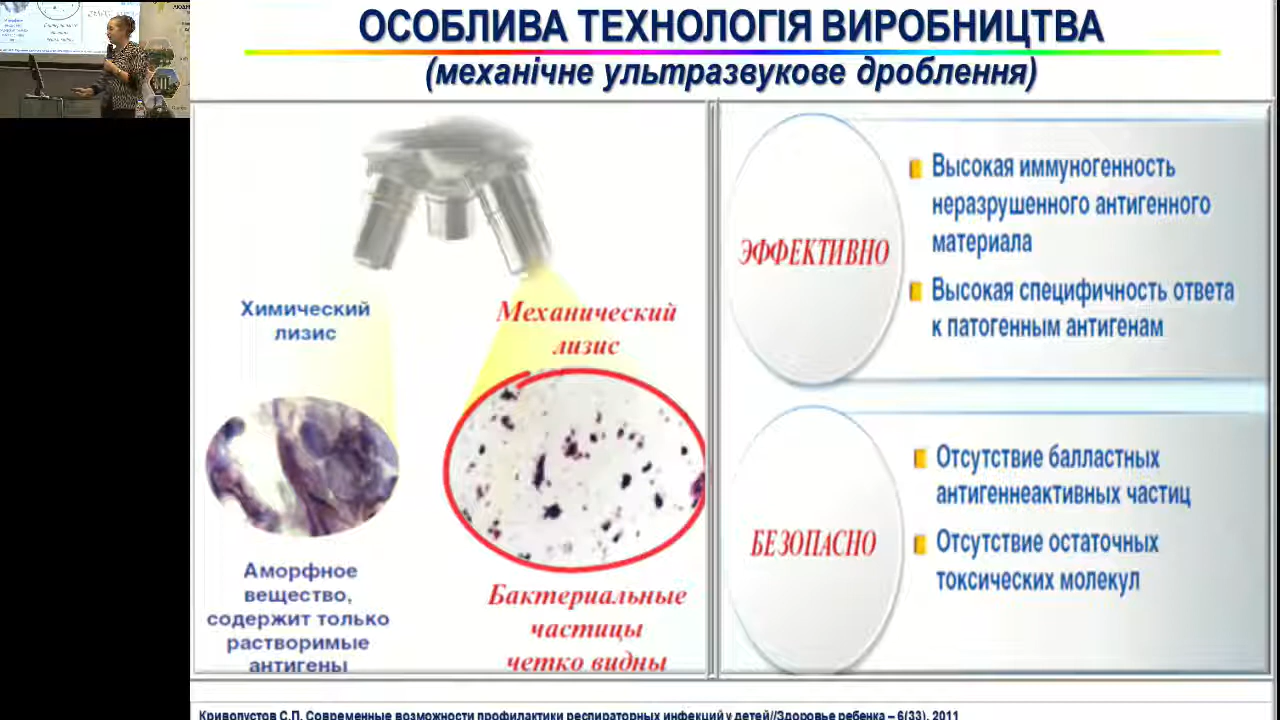 ОСОБЛИВА ТЕХНОЛОГІЯ ВИРОБНИЦТВА
(механічне ультразвукове дроблення)
Химический
лизис
Механический
лизис
Аморфное
вещество,
содержит только
растворимые
антигены
Бактериальные
частицы
четко видны
ЭФФЕКТИВНО
Высокая иммуногенность
неразрушенного антигенного
материала
Высокая специфичность ответа
к патогенным антигенам
БЕЗОПАСНО
Отсутствие балластных
антигеннеактивных частиц
Отсутствие остаточных
токсических молекул
Кривопустов С.П. Современные возможности профилактики респираторных инфекций у детей//Здоровье ребенка – 6(33), 2011